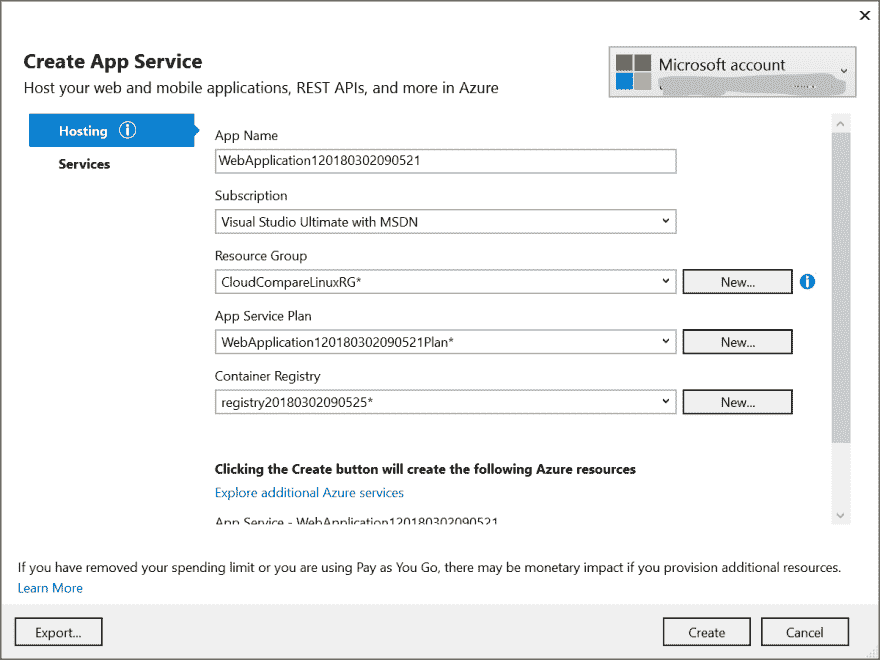 Create App Service
Host your web and mobile applications, REST APIs, and more in Azure
Microsoft account
Hosting
Services
App Name
WebApplication120180302090521
Subscription
Visual Studio Ultimate with MSDN
Resource Group
CloudCompareLinuxRG*
New...
App Service Plan
WebApplication120180302090521Plan*
New...
Container Registry
registry20180302090525*
New...
Clicking the Create button will create the following Azure resources
Explore additional Azure services
App Service - WebApplication120180302090521
If you have removed your spending limit or you are using Pay as You Go, there may be monetary impact if you provision additional resources.
Learn More
Export...
Create
Cancel